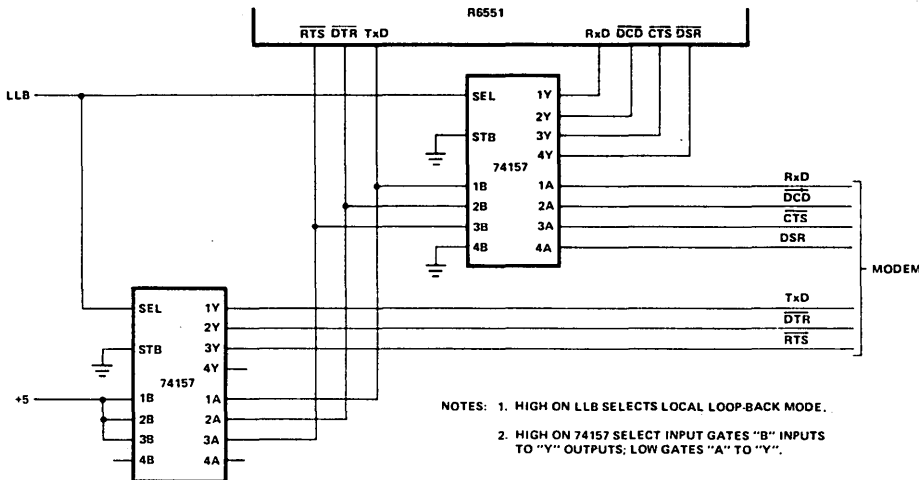 R6551
RTS DTR TxD RxD DCD CTS DSR
LLB
SEL 1Y
2Y
STB 3Y
4Y
74157
1B 1A RxD
2B 2A DCD
3B 3A CTS
4B 4A DSR
MODEM
SEL 1Y TxD
2Y DTR
STB 3Y RTS
4Y
74157
+5 1B 1A
2B 2A
3B 3A
4B 4A
NOTES: 1. HIGH ON LLB SELECTS LOCAL LOOP-BACK MODE.
2. HIGH ON 74157 SELECT INPUT GATES "B" INPUTS
TO "Y" OUTPUTS; LOW GATES "A" TO "Y".